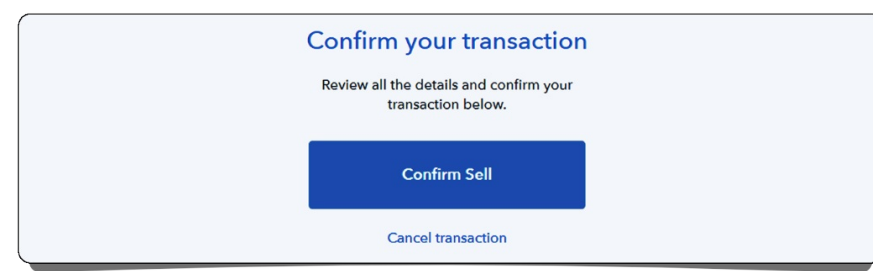 Confirm your transaction
Review all the details and confirm your
transaction below.
Confirm Sell
Cancel transaction